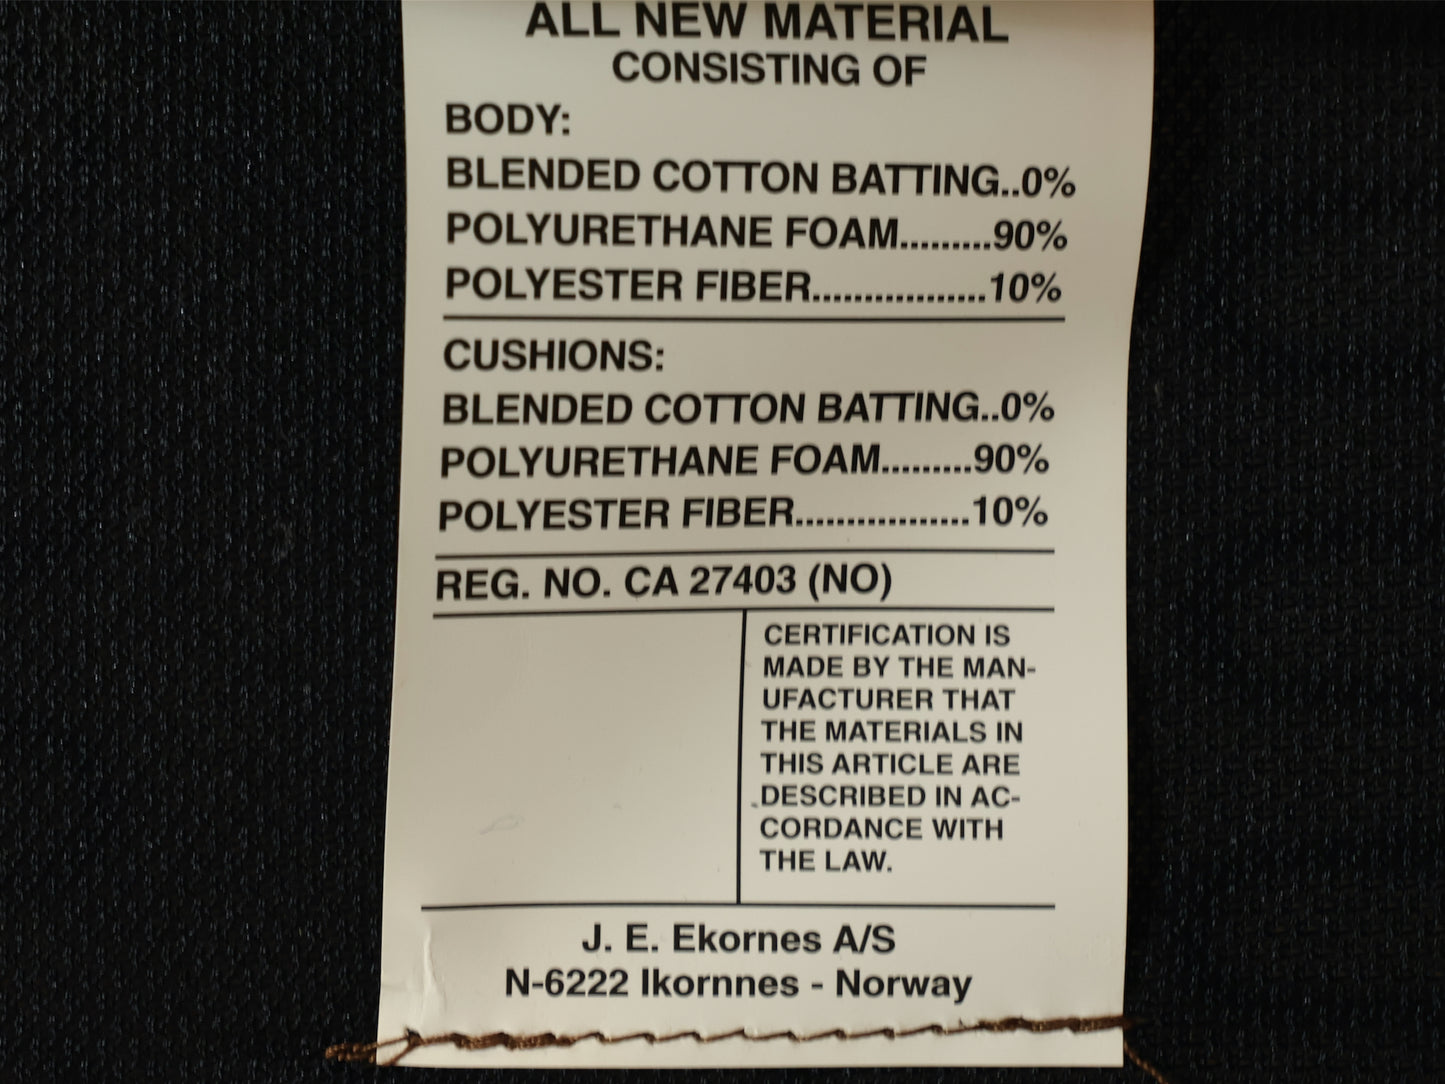 ALL NEW MATERIAL
CONSISTING OF
BODY:
BLENDED COTTON BATTING..0%
POLYURETHANE FOAM.........90%
POLYESTER FIBER.................10%
CUSHIONS:
BLENDED COTTON BATTING..0%
POLYURETHANE FOAM.........90%
POLYESTER FIBER.................10%
REG. NO. CA 27403 (NO)
CERTIFICATION IS
MADE BY THE MAN-
UFACTURER THAT
THE MATERIALS IN
THIS ARTICLE ARE
DESCRIBED IN AC-
CORDANCE WITH
THE LAW.
J. E. Ekornes A/S
N-6222 Ikornnes - Norway